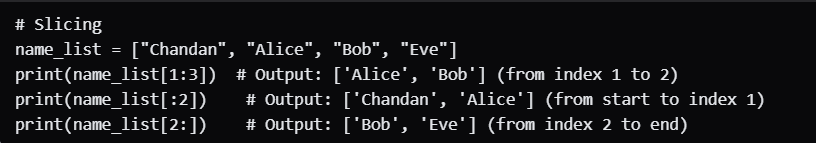 # Slicing
name_list = ["Chandan", "Alice", "Bob", "Eve"]
print(name_list[1:3])  # Output: ['Alice', 'Bob'] (from index 1 to 2)
print(name_list[:2])   # Output: ['Chandan', 'Alice'] (from start to index 1)
print(name_list[2:])   # Output: ['Bob', 'Eve'] (from index 2 to end)